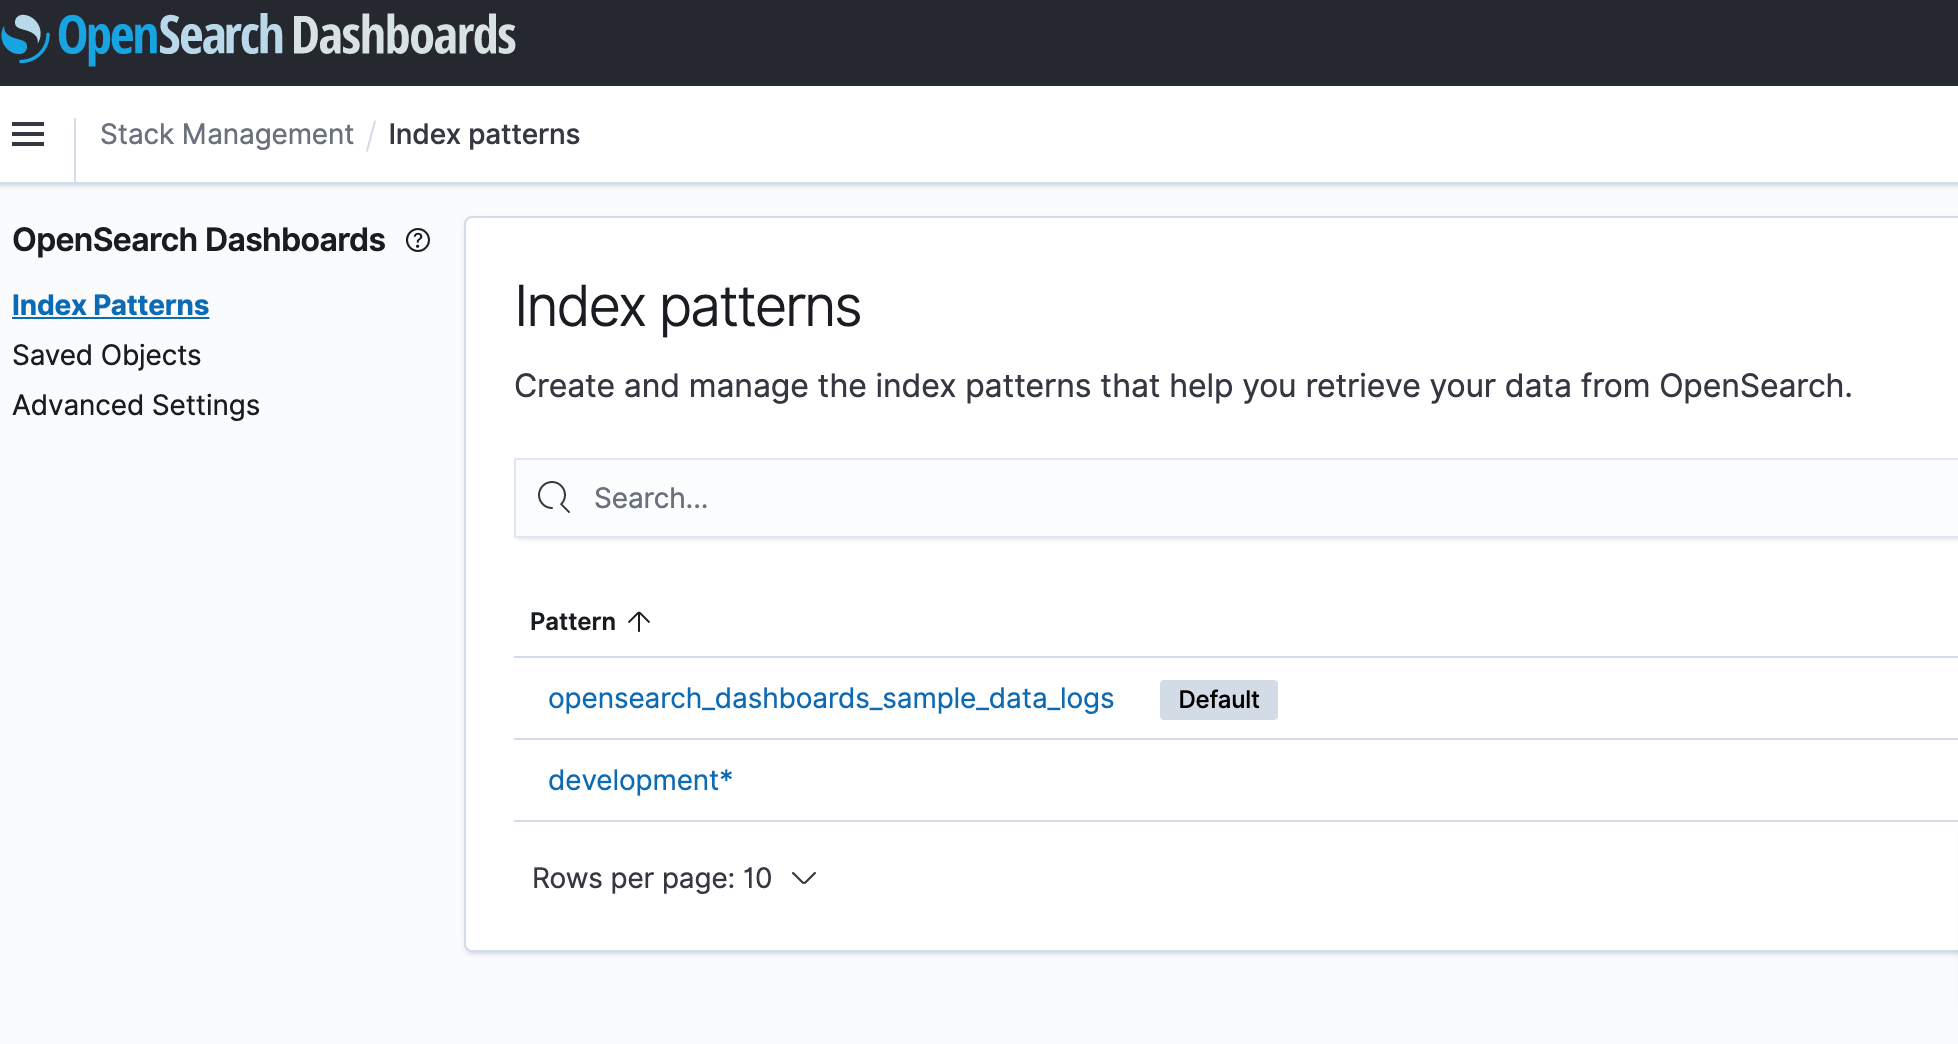 OpenSearch Dashboards
Stack Management / Index patterns
OpenSearch Dashboards
Index Patterns
Saved Objects
Advanced Settings
Index patterns
Create and manage the index patterns that help you retrieve your data from OpenSearch.
Search...
Pattern
opensearch_dashboards_sample_data_logs Default
development*
Rows per page: 10